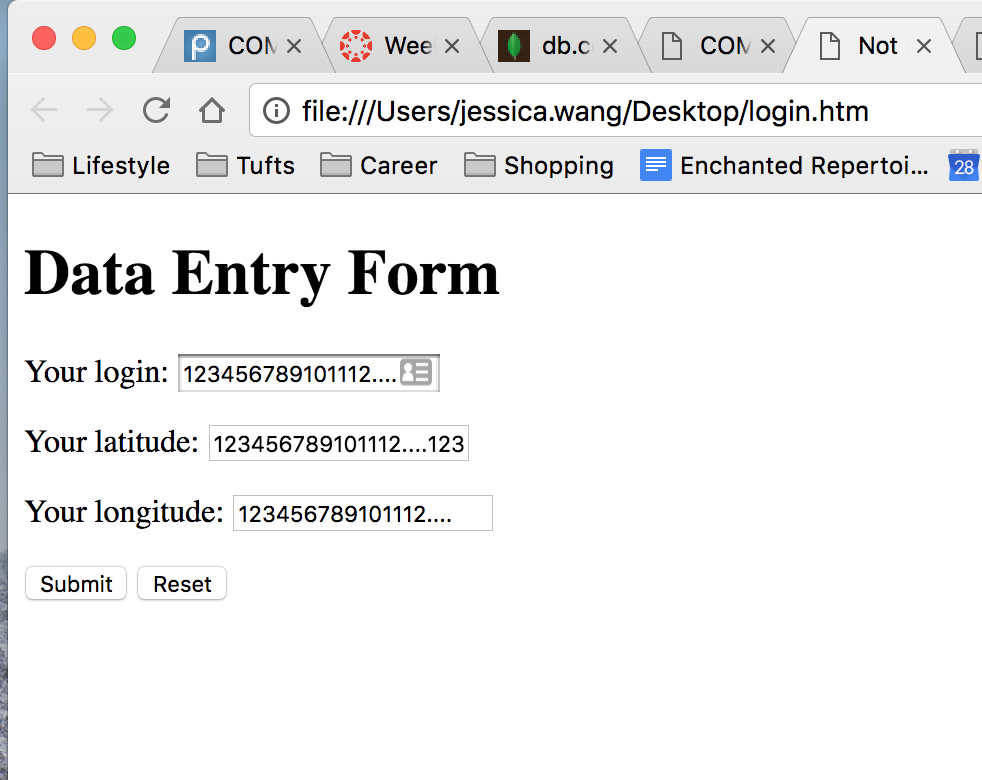 COM Wee db.c COM Not
file:///Users/jessica.wang/Desktop/login.htm
Lifestyle Tufts Career Shopping Enchanted Repertoi... 28
Data Entry Form
Your login: 123456789101112....
Your latitude: 123456789101112....123
Your longitude: 123456789101112....
Submit Reset